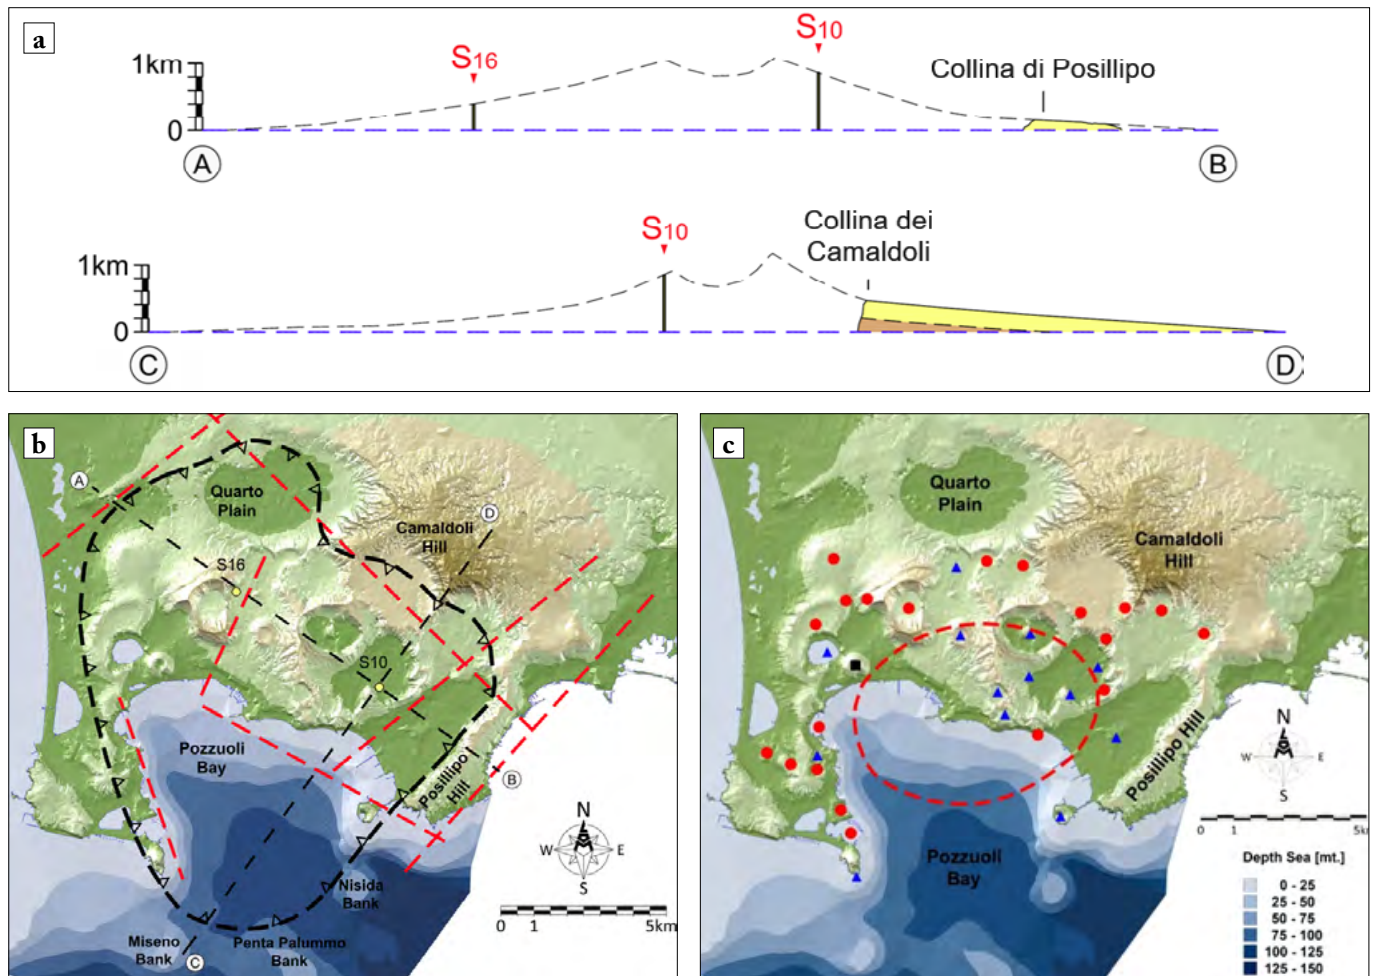 a
S16
S10
Collina di Posillipo
1km
0
A
B
S10
Collina dei
Camaldoli
1km
0
C
D
b
A
Quarto
Plain
D
Camaldoli
Hill
S16
S10
Pozzuoli
Bay
Posillipo
Hill
B
N
W
E
S
Nisida
Bank
Miseno
Bank
Penta Palummo
Bank
C
0
1
5km
c
Quarto
Plain
Camaldoli
Hill
Posillipo Hill
N
W
E
S
0
1
Pozzuoli
Bay
Depth Sea [mt.]
0 - 25
25 - 50
50 - 75
75 - 100
100 - 125
125 - 150